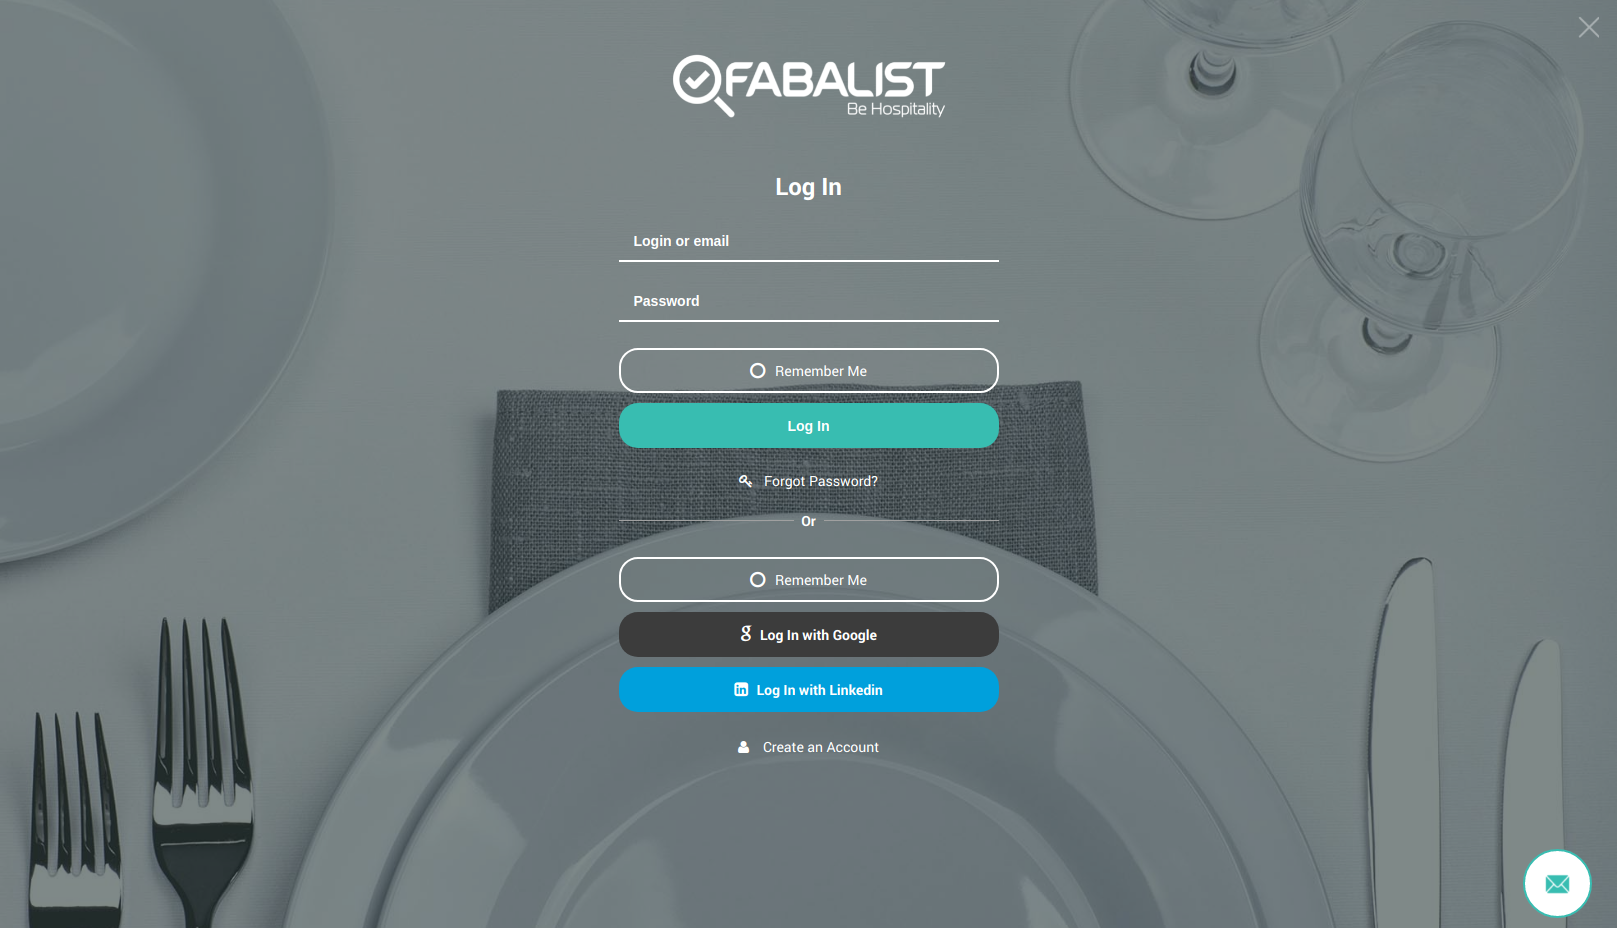 FABALIST
Be Hospitality
Log In
Login or email
Password
Remember Me
Log In
Forgot Password?
Or
Remember Me
g Log In with Google
in Log In with Linkedin
Create an Account